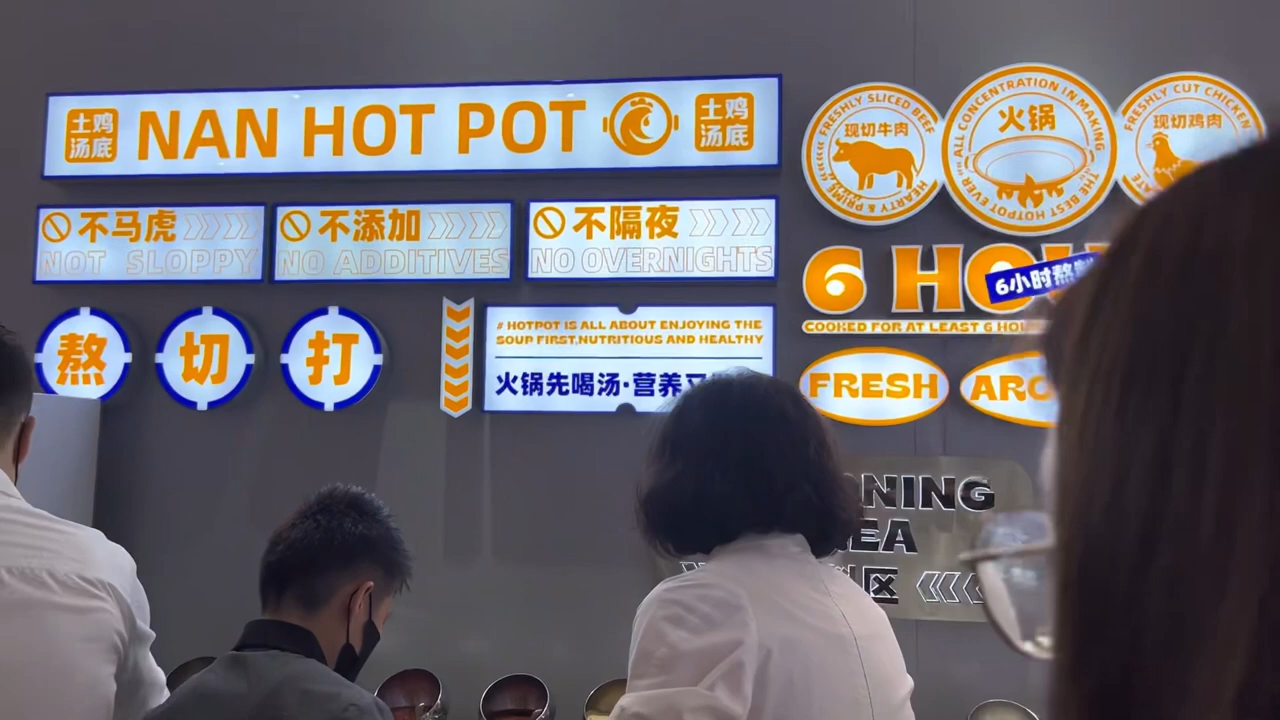 土鸡
汤底
NAN HOT POT
土鸡
汤底
不马虎
NOT SLOPPY
不添加
NO ADDITIVES
不隔夜
NO OVERNIGHTS
熬
切
打
# HOTPOT IS ALL ABOUT ENJOYING THE
SOUP FIRST,NUTRITIOUS AND HEALTHY
火锅先喝汤·营养
FRESHLY SLICED BEEF
现切牛肉
HEARTY & PRIME
ALL CONCENTRATION IN MAKING
火锅
THE BEST HOTPOT EVER
FRESHLY CUT CHICKEN
现切鸡肉
6
6小时熬
COOKED FOR AT LEAST 6
FRESH
区